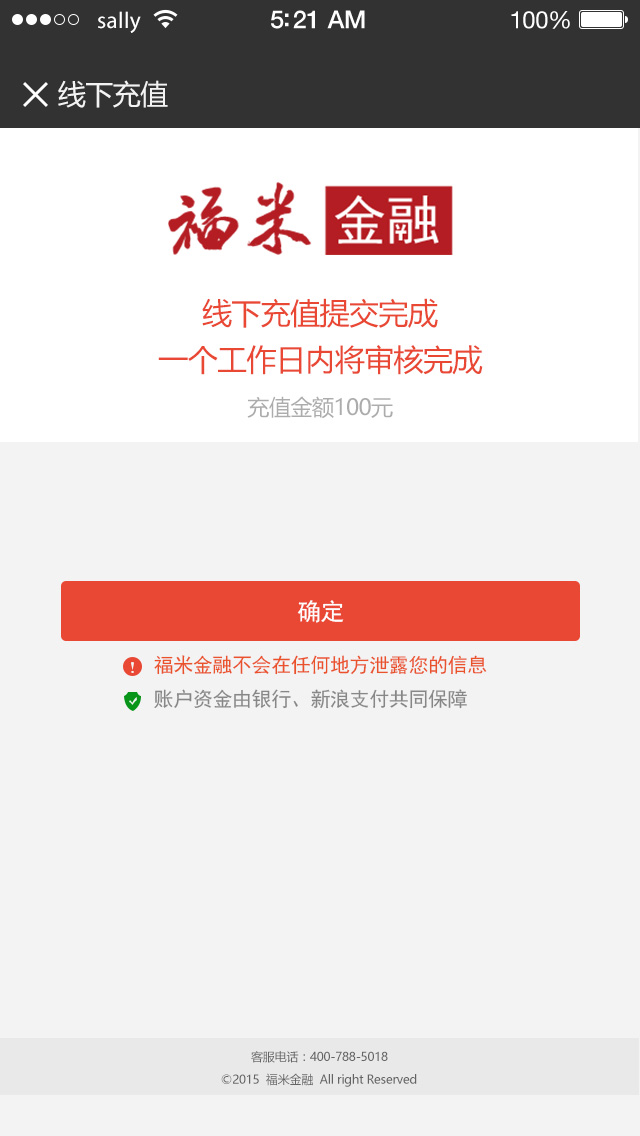 sally 5:21 AM 100%
线下充值
福米 金融
线下充值提交完成
一个工作日内将审核完成
充值金额100元
确定
福米金融不会在任何地方泄露您的信息
账户资金由银行、新浪支付共同保障
客服电话：400-788-5018
©2015 福米金融 All right Reserved